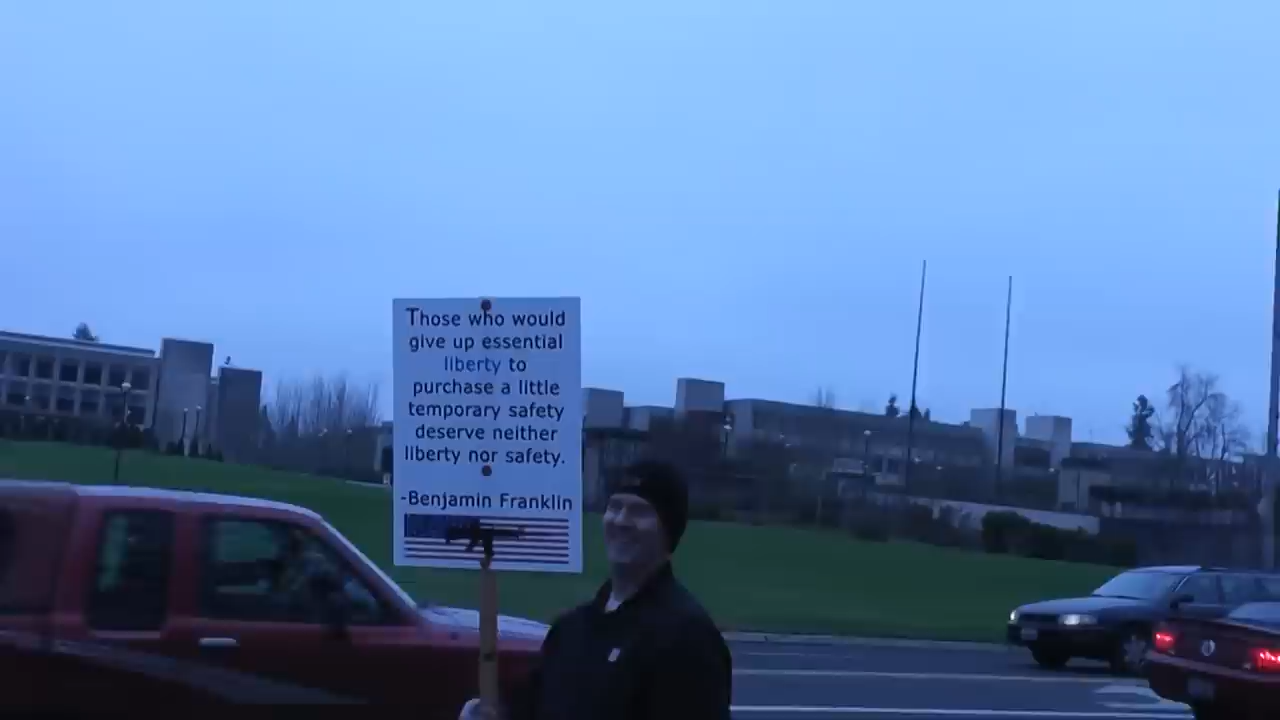 Those who would
give up essential
liberty to
purchase a little
temporary safety
deserve neither
liberty nor safety.
-Benjamin Franklin